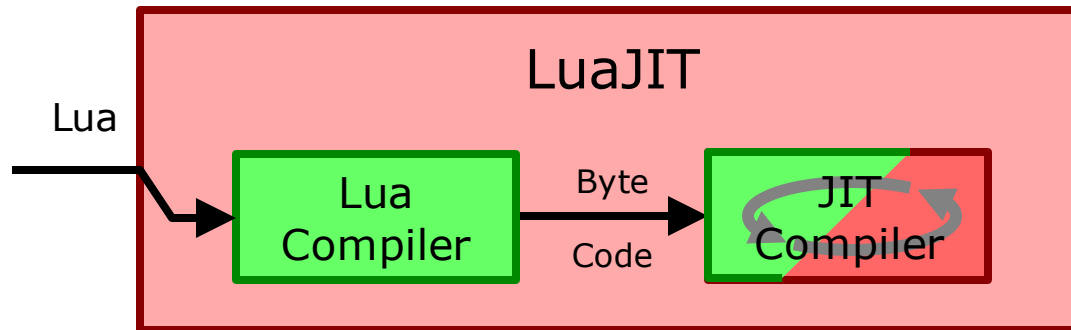 LuaJIT
Lua
Lua
Compiler
Byte
Code
JIT
Compiler